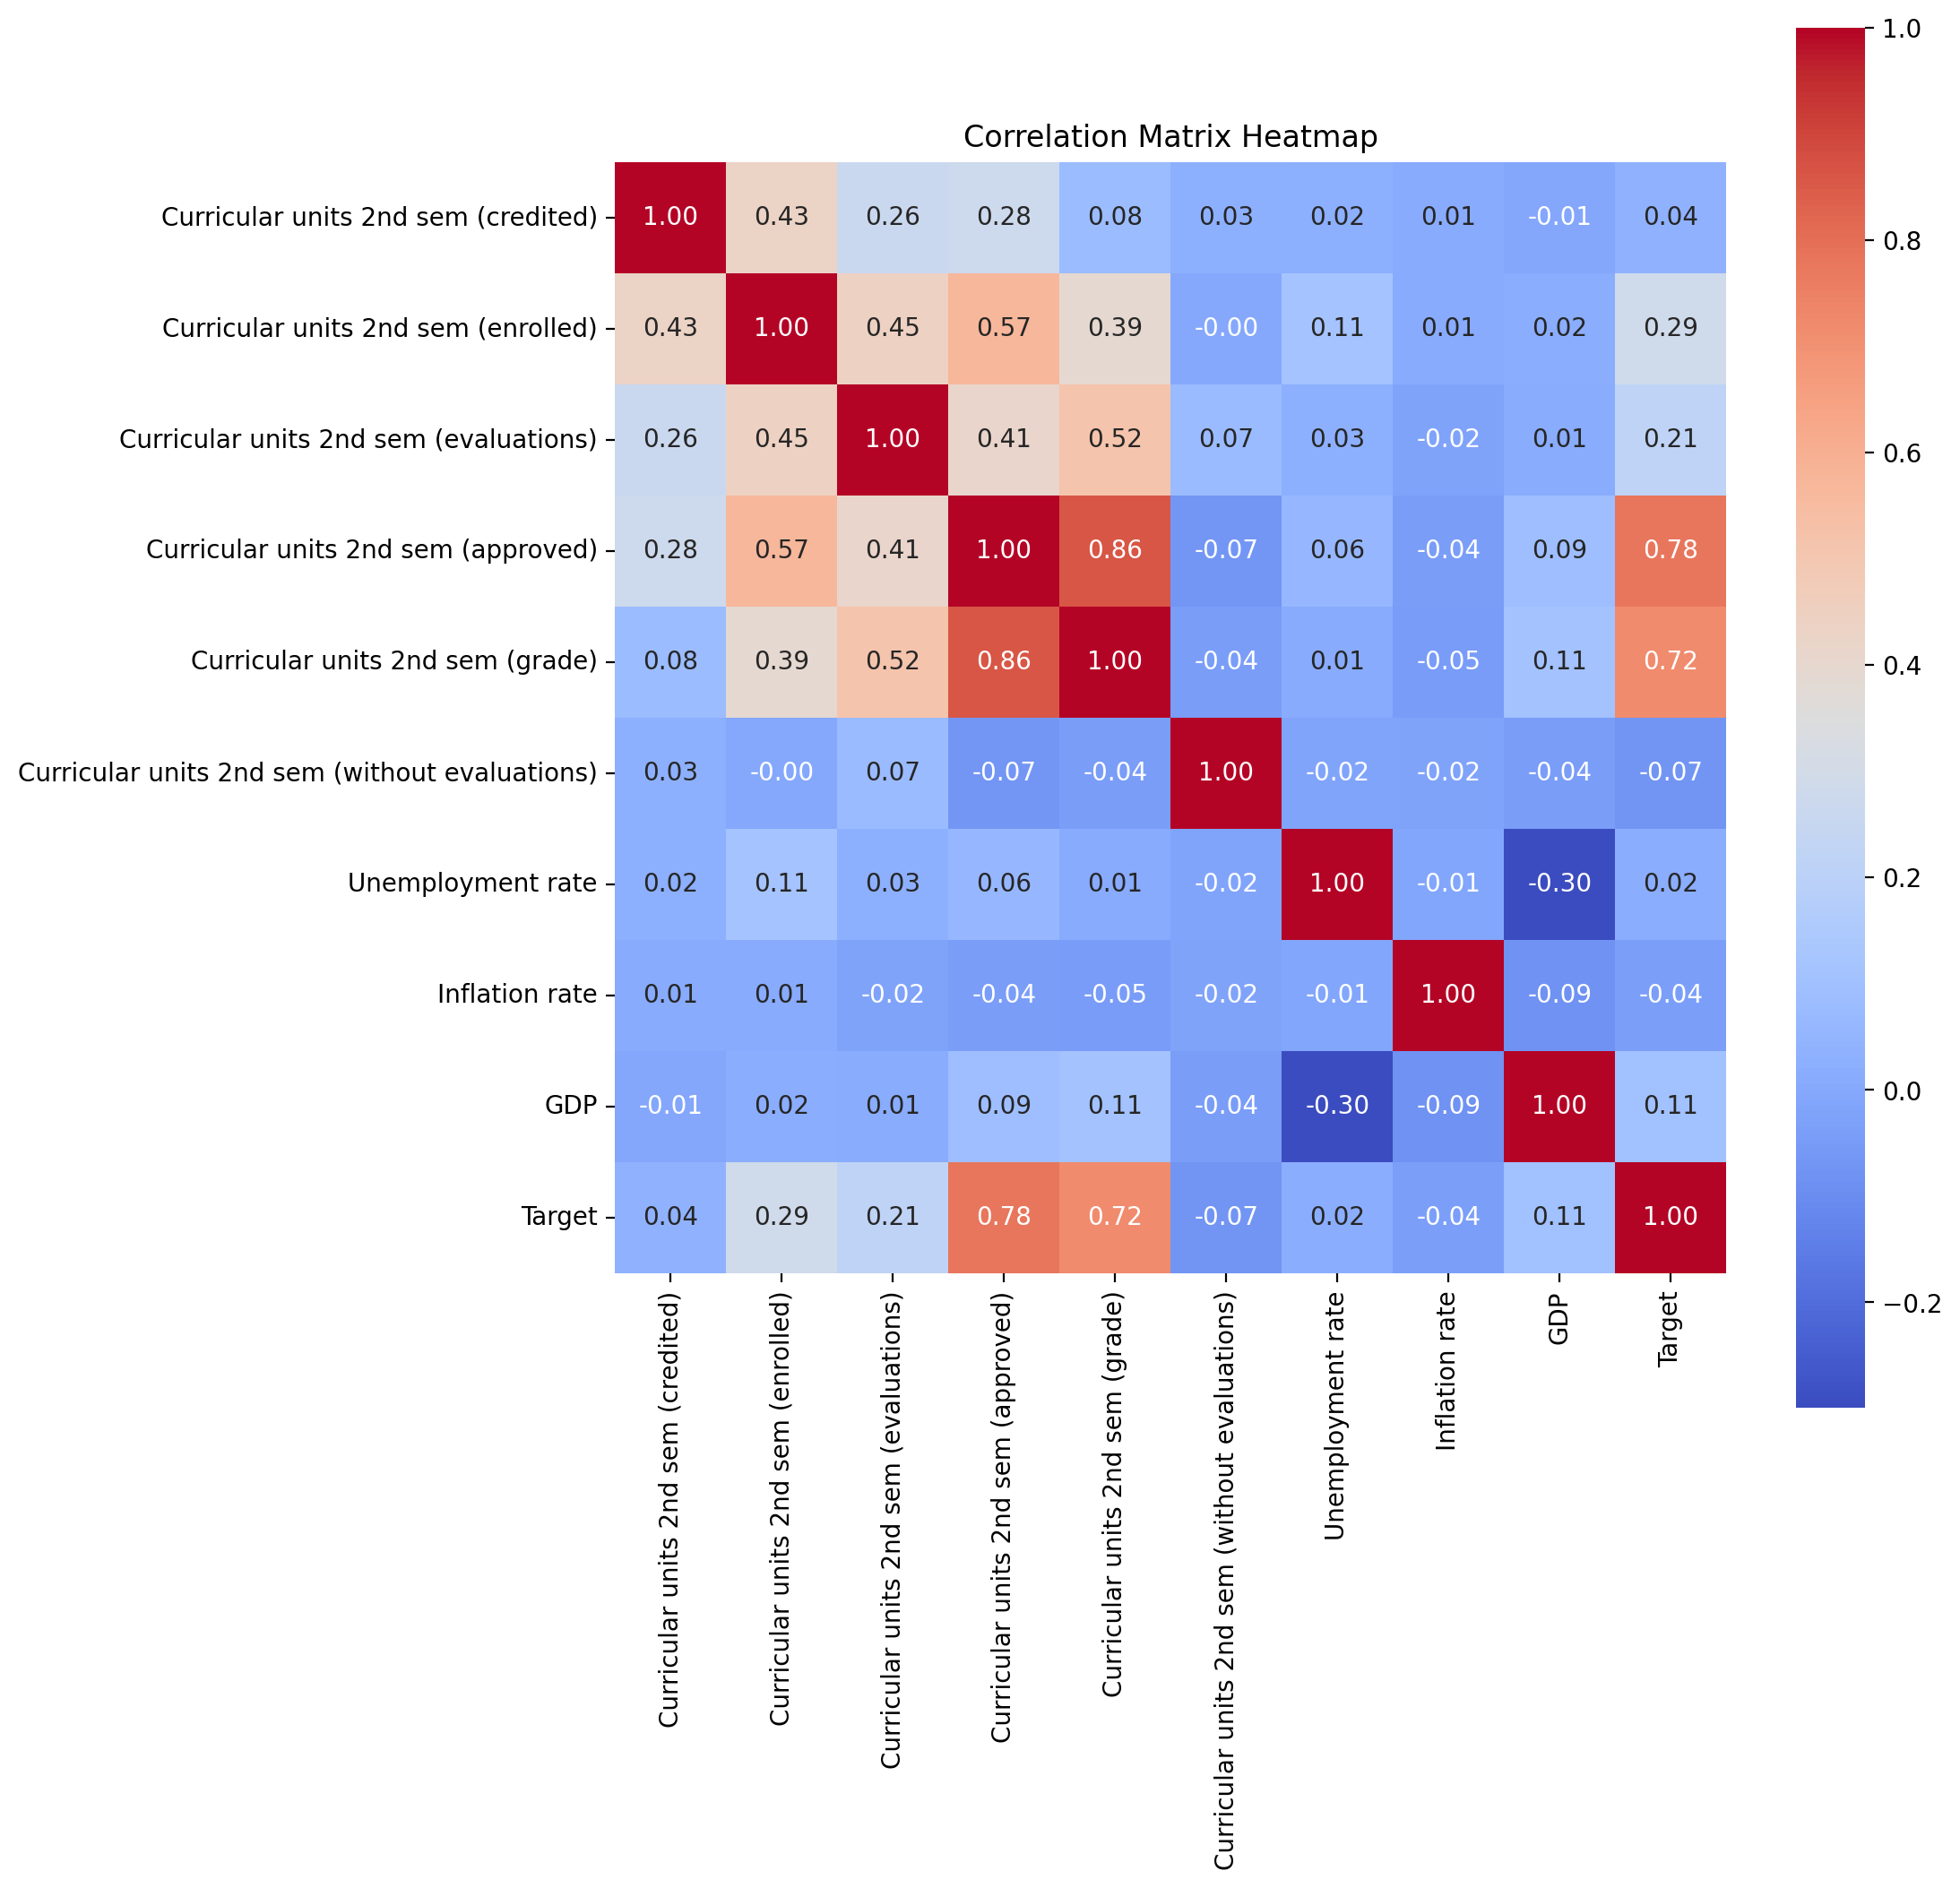 Correlation Matrix Heatmap
Curricular units 2nd sem (credited) 1.00 0.43 0.26 0.28 0.08 0.03 0.02 0.01 -0.01 0.04
Curricular units 2nd sem (enrolled) 0.43 1.00 0.45 0.57 0.39 -0.00 0.11 0.01 0.02 0.29
Curricular units 2nd sem (evaluations) 0.26 0.45 1.00 0.41 0.52 0.07 0.03 -0.02 0.01 0.21
Curricular units 2nd sem (approved) 0.28 0.57 0.41 1.00 0.86 -0.07 0.06 -0.04 0.09 0.78
Curricular units 2nd sem (grade) 0.08 0.39 0.52 0.86 1.00 -0.04 0.01 -0.05 0.11 0.72
Curricular units 2nd sem (without evaluations) 0.03 -0.00 0.07 -0.07 -0.04 1.00 -0.02 -0.02 -0.04 -0.07
Unemployment rate 0.02 0.11 0.03 0.06 0.01 -0.02 1.00 -0.01 -0.30 0.02
Inflation rate 0.01 0.01 -0.02 -0.04 -0.05 -0.02 -0.01 1.00 -0.09 -0.04
GDP -0.01 0.02 0.01 0.09 0.11 -0.04 -0.30 -0.09 1.00 0.11
Target 0.04 0.29 0.21 0.78 0.72 -0.07 0.02 -0.04 0.11 1.00
Curricular units 2nd sem (credited)
Curricular units 2nd sem (enrolled)
Curricular units 2nd sem (evaluations)
Curricular units 2nd sem (approved)
Curricular units 2nd sem (grade)
Curricular units 2nd sem (without evaluations)
Unemployment rate
Inflation rate
GDP
Target
1.0
0.8
0.6
0.4
0.2
0.0
−0.2